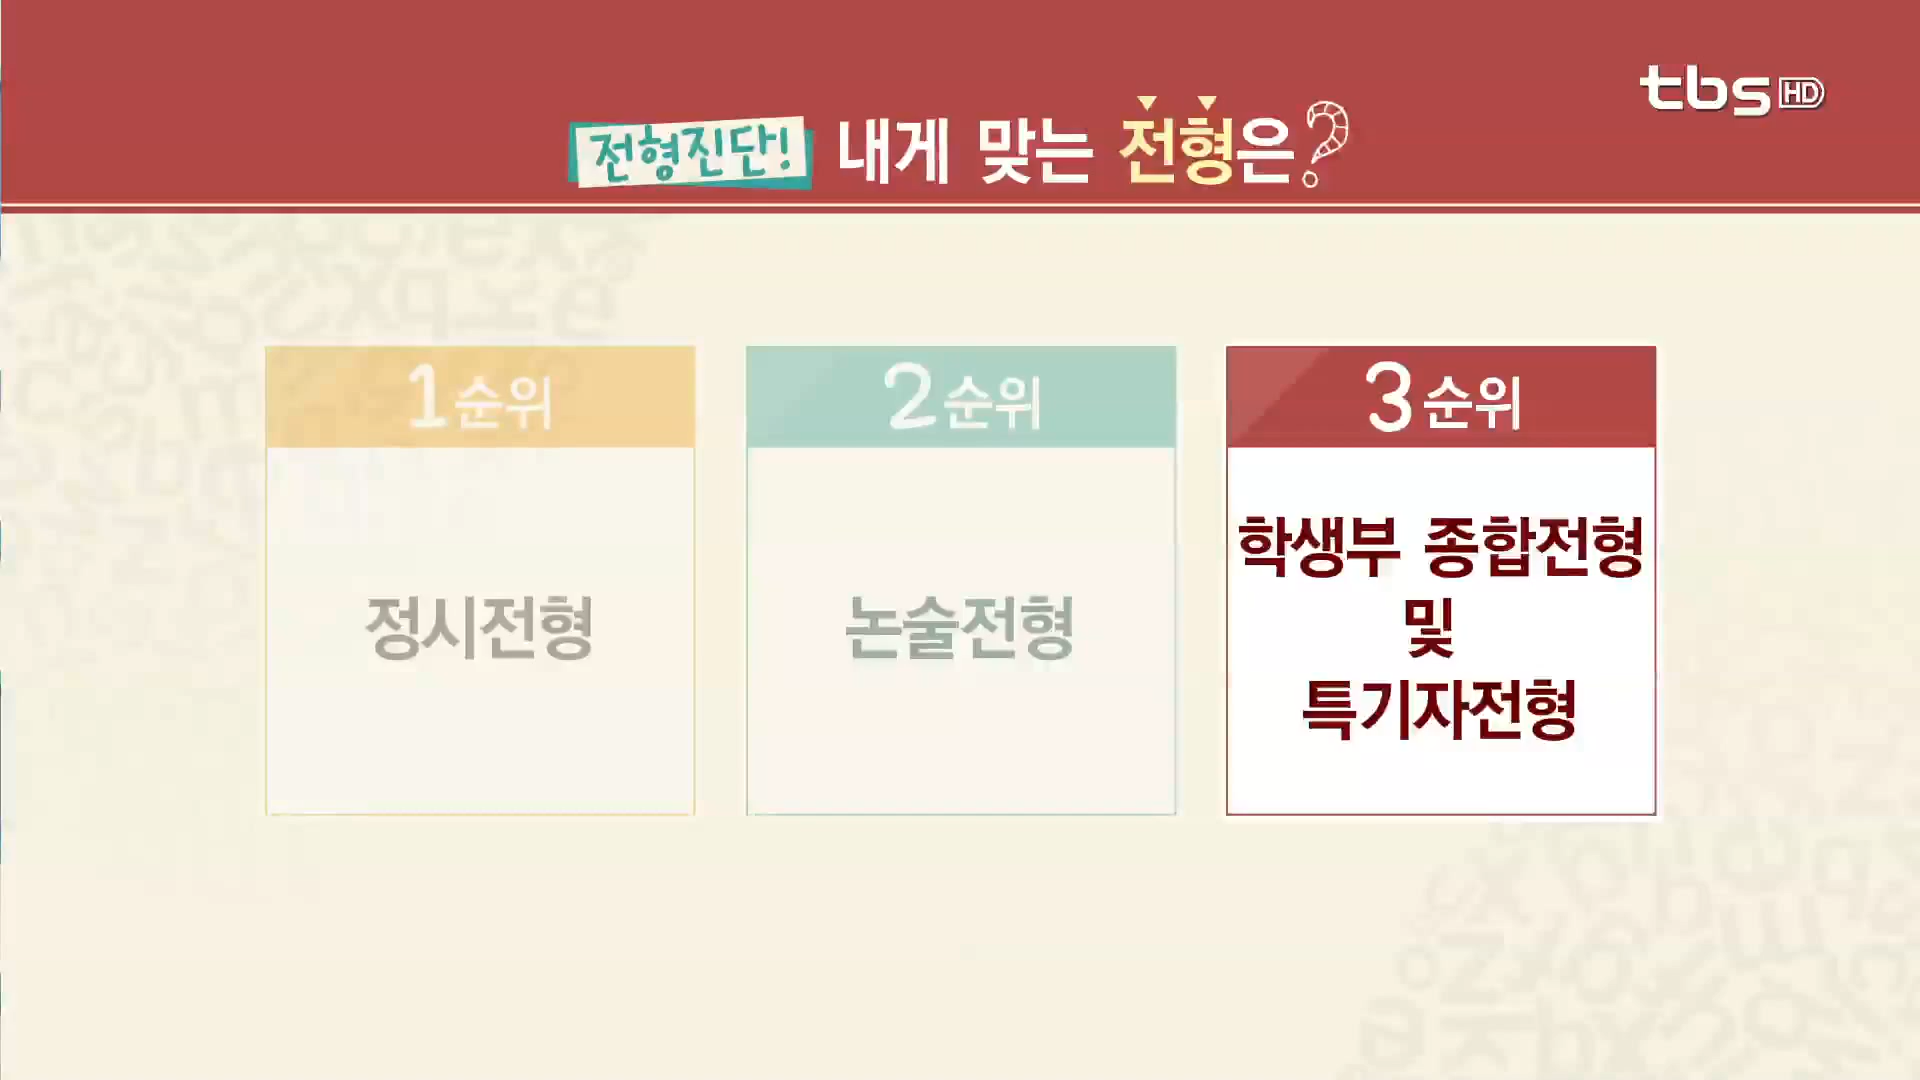 tbs HD
전형진단! 내게 맞는 전형은?
1순위
정시전형
2순위
논술전형
3순위
학생부 종합전형
및
특기자전형